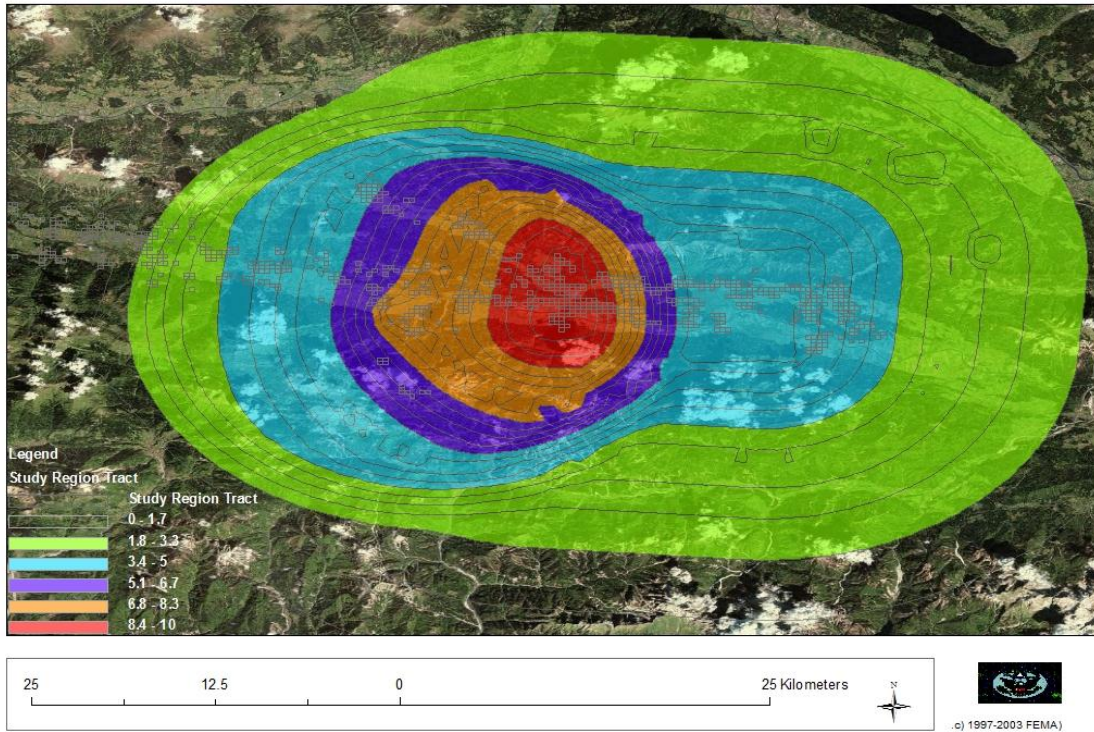 Legend
Study Region Tract
Study Region Tract
0 - 1.7
1.8 - 3.3
3.4 - 5
5.1 - 6.7
6.8 - 8.3
8.4 - 10
25 12.5 0 25 Kilometers
N
.c) 1997-2003 FEMA)